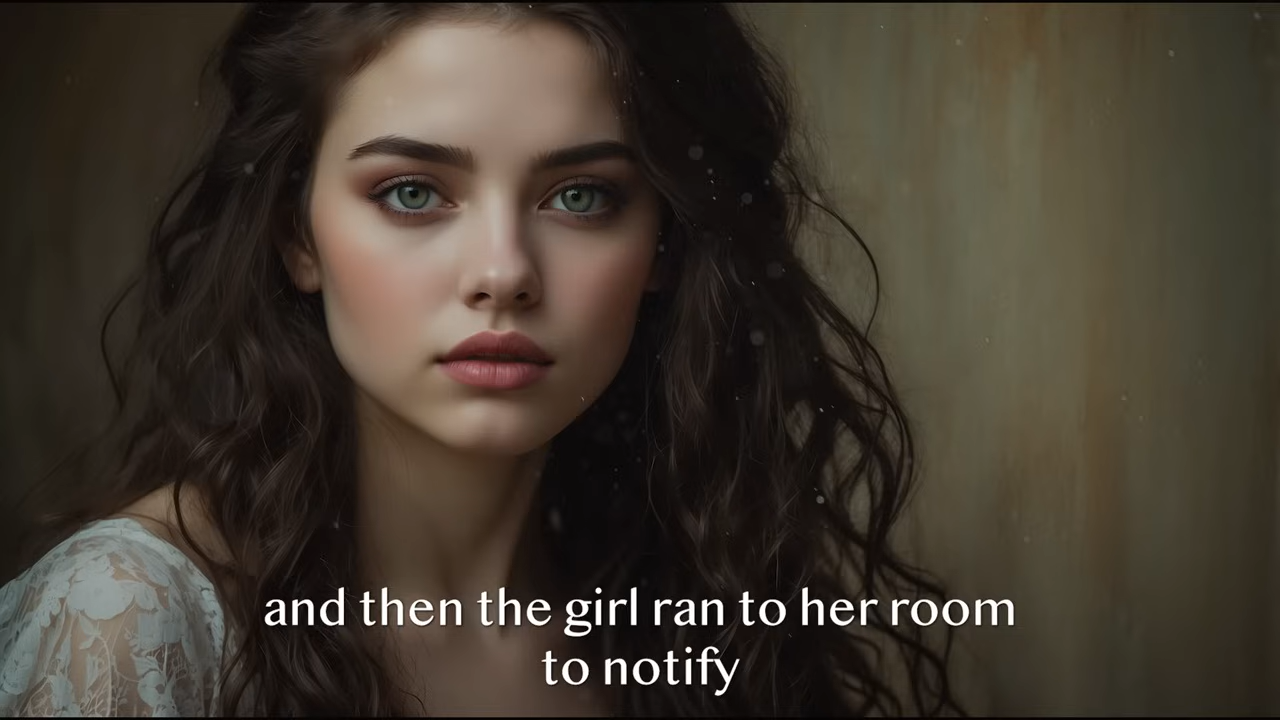 and then the girl ran to her room
to notify